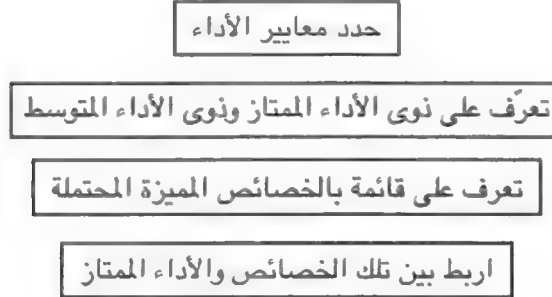 حدد معايير الأداء
تعرّف على ذوى الأداء الممتاز وذوى الأداء المتوسط
تعرف على قائمة بالخصائص المميزة المحتملة
اربط بين تلك الخصائص والأداء الممتاز